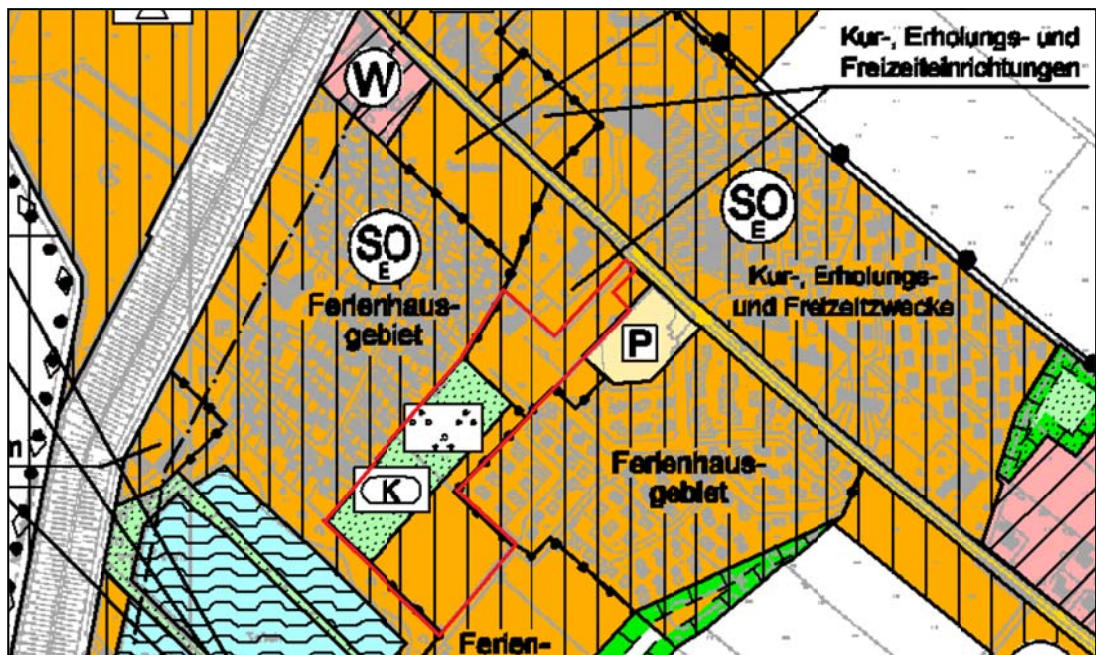 Kur-, Erholungs- und
Freizeiteinrichtungen
W
SO
E
SO
E
Kur-, Erholungs-
und Freizeitzwecke
Ferienhaus-
gebiet
P
K
Ferienhaus-
gebiet
m
Ferien-